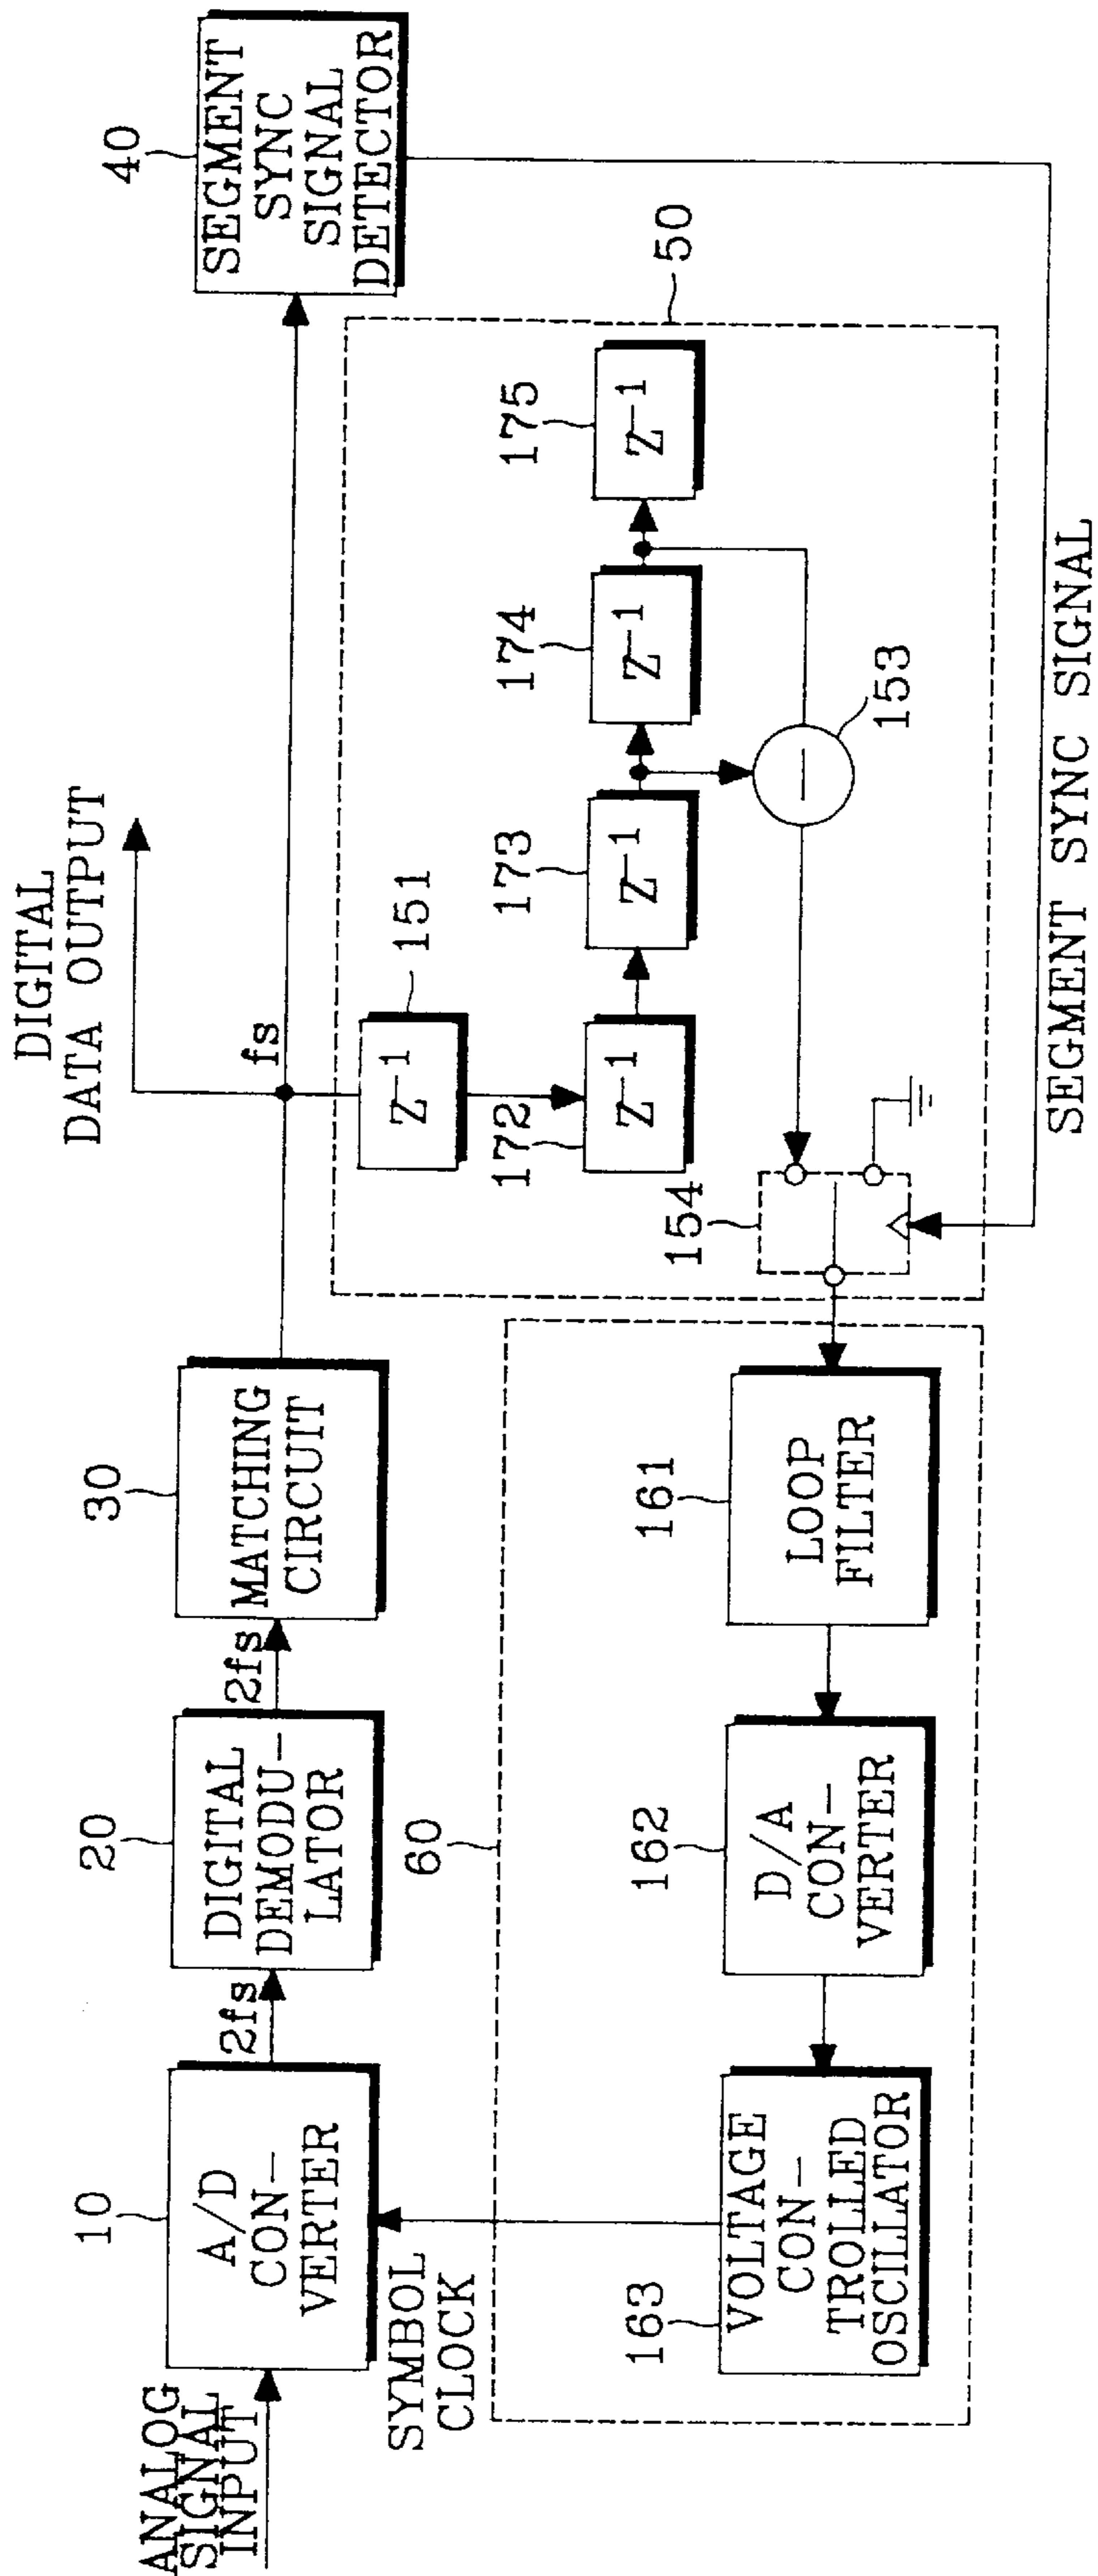 ANALOG
SIGNAL
INPUT
10
A/D
CON-
VERTER
2fs
20
DIGITAL
DEMODU-
LATOR
2fs
30
MATCHING
CIRCUIT
fs
DIGITAL
DATA OUTPUT
40
SEGMENT
SYNC
SIGNAL
DETECTOR
50
151
Z-1
172
Z-1
173
Z-1
174
Z-1
175
Z-1
153
154
SEGMENT SYNC SIGNAL
60
161
LOOP
FILTER
162
D/A
CON-
VERTER
163
VOLTAGE
CON-
TROLLED
OSCILLATOR
SYMBOL
CLOCK